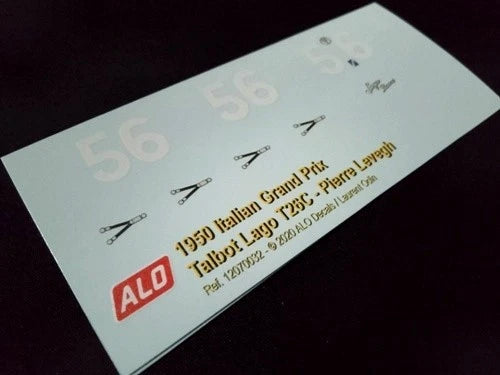 56 56 56
1950 Italian Grand Prix
Talbot Lago T26C - Pierre Levegh
ALO
Ref. 12070032 - © 2020 ALO Decals / Laurent Odin